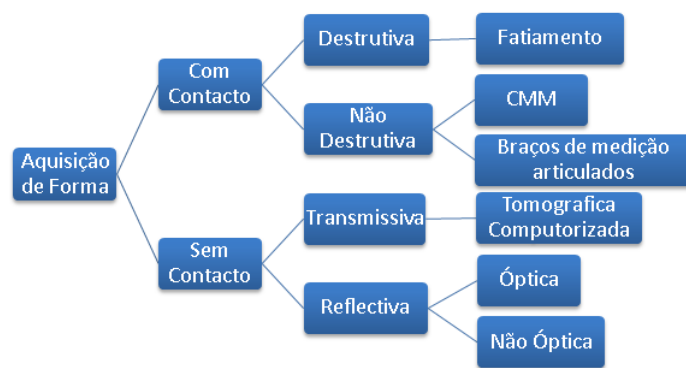 Aquisição
de Forma
Com
Contacto
Destrutiva
Fatiamento
Não
Destrutiva
CMM
Braços de medição
articulados
Sem
Contacto
Transmissiva
Tomografica
Computorizada
Reflectiva
Óptica
Não Óptica